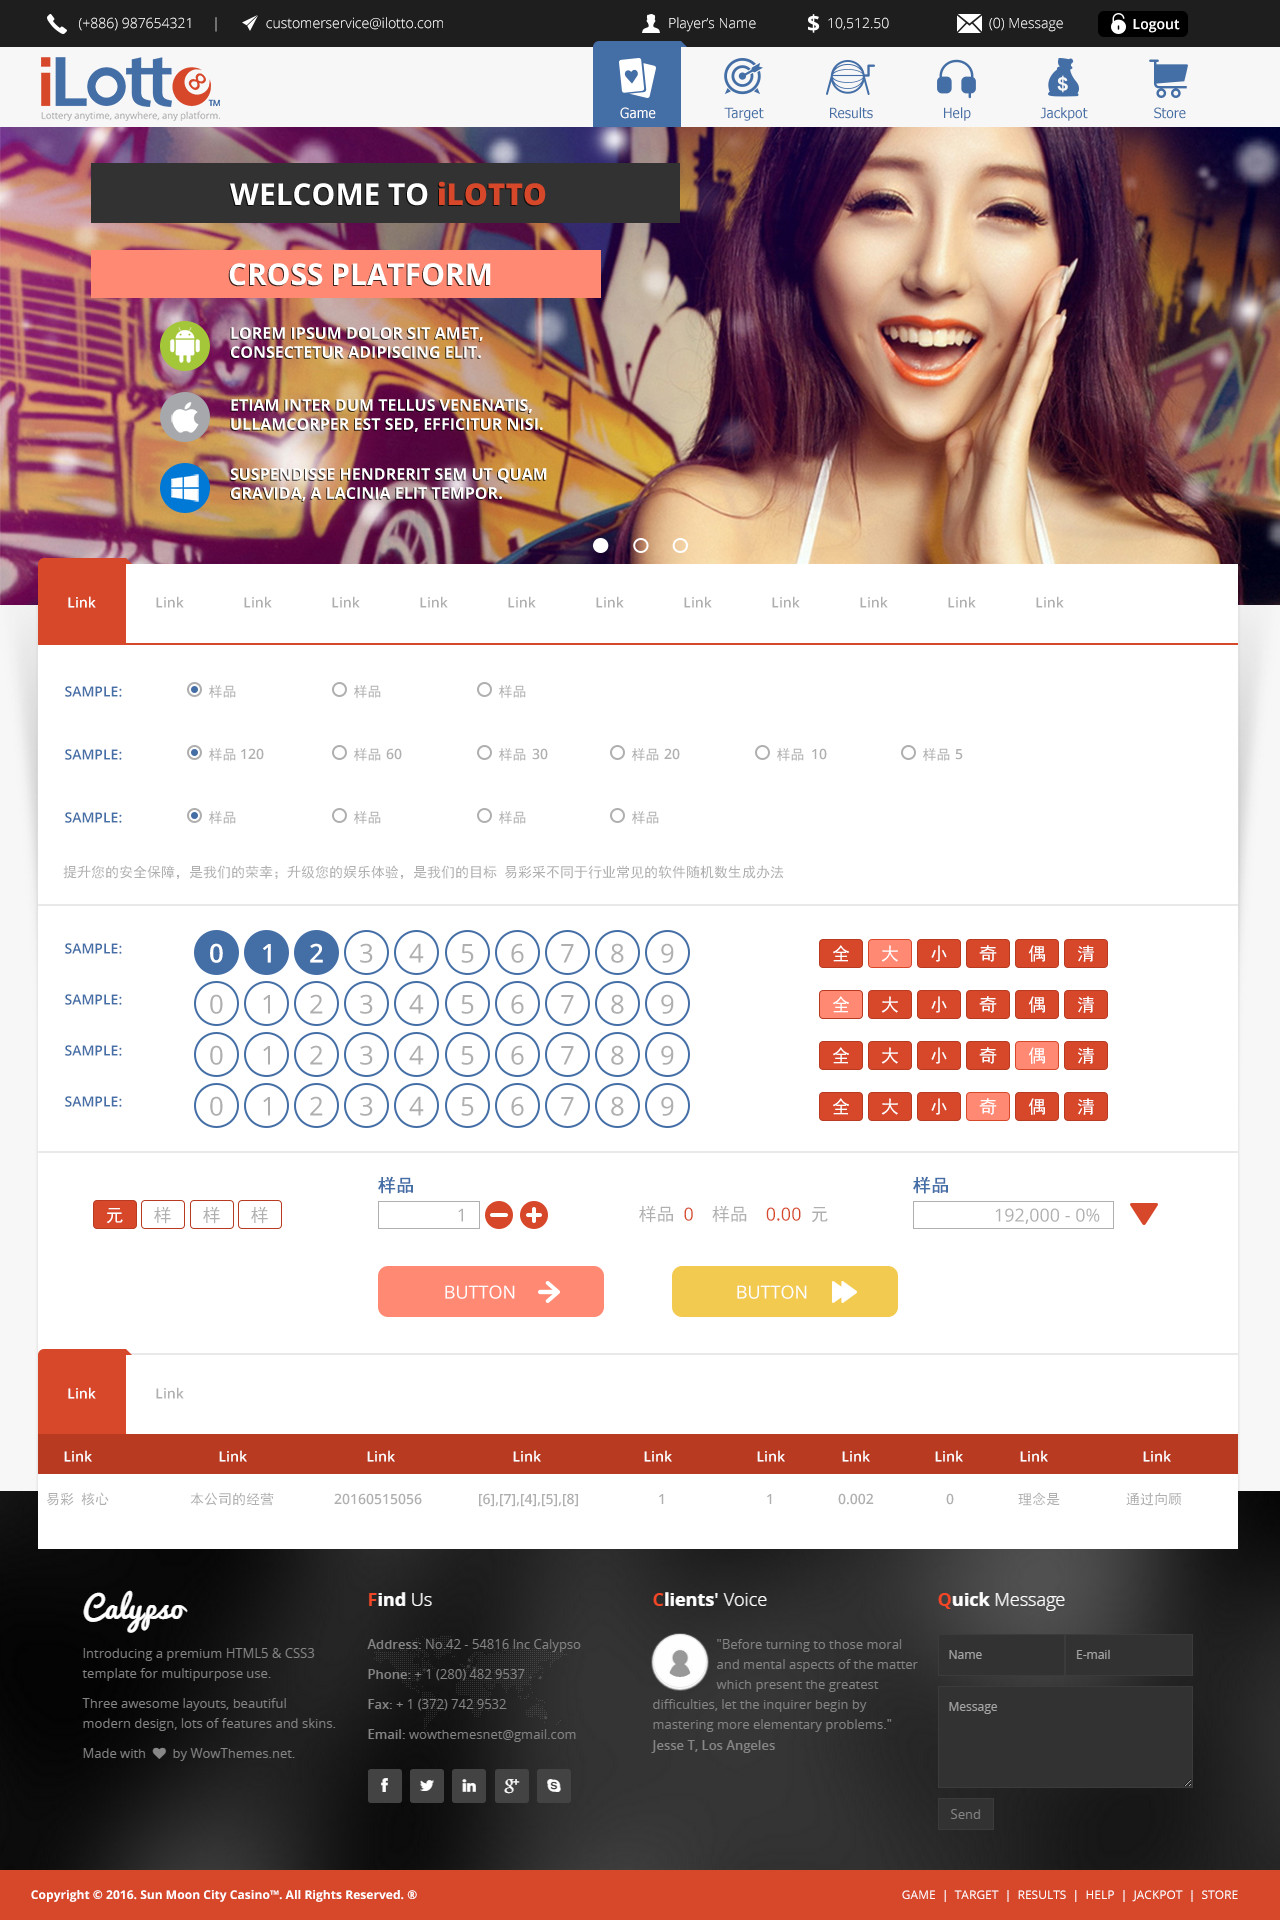 (+886) 987654321 | customerservice@ilotto.com Player's Name $ 10,512.50 (0) Message Logout
iLotto™
Lottery anytime, anywhere, any platform.
Game Target Results Help Jackpot Store
WELCOME TO iLOTTO
CROSS PLATFORM
LOREM IPSUM DOLOR SIT AMET,
CONSECTETUR ADIPISCING ELIT.
ETIAM INTER DUM TELLUS VENENATIS,
ULLAMCORPER EST SED, EFFICITUR NISI.
SUSPENDISSE HENDRERIT SEM UT QUAM
GRAVIDA, A LACINIA ELIT TEMPOR.
Link Link Link Link Link Link Link Link Link Link Link Link
SAMPLE: 样品 样品 样品
SAMPLE: 样品 120 样品 60 样品 30 样品 20 样品 10 样品 5
SAMPLE: 样品 样品 样品 样品
提升您的安全保障，是我们的荣幸；升级您的娱乐体验，是我们的目标 易彩采不同于行业常见的软件随机数生成办法
SAMPLE: 0 1 2 3 4 5 6 7 8 9 全 大 小 奇 偶 清
SAMPLE: 0 1 2 3 4 5 6 7 8 9 全 大 小 奇 偶 清
SAMPLE: 0 1 2 3 4 5 6 7 8 9 全 大 小 奇 偶 清
SAMPLE: 0 1 2 3 4 5 6 7 8 9 全 大 小 奇 偶 清
样品 样品
元 样 样 样 1 样品 0 样品 0.00 元 192,000 - 0%
BUTTON BUTTON
Link Link
Link Link Link Link Link Link Link Link Link Link
易彩 核心 本公司的经营 20160515056 [6],[7],[4],[5],[8] 1 1 0.002 0 理念是 通过向顾
Calypso
Introducing a premium HTML5 & CSS3
template for multipurpose use.
Three awesome layouts, beautiful
modern design, lots of features and skins.
Made with by WowThemes.net.
Find Us
Address: No.42 - 54816 Inc Calypso
Phone: + 1 (280) 482 9537
Fax: + 1 (372) 742 9532
Email: wowthemesnet@gmail.com
f in g+ S
Clients' Voice
"Before turning to those moral
and mental aspects of the matter
which present the greatest
difficulties, let the inquirer begin by
mastering more elementary problems."
Jesse T, Los Angeles
Quick Message
Name E-mail
Message
Send
Copyright © 2016. Sun Moon City Casino™. All Rights Reserved. ®
GAME | TARGET | RESULTS | HELP | JACKPOT | STORE